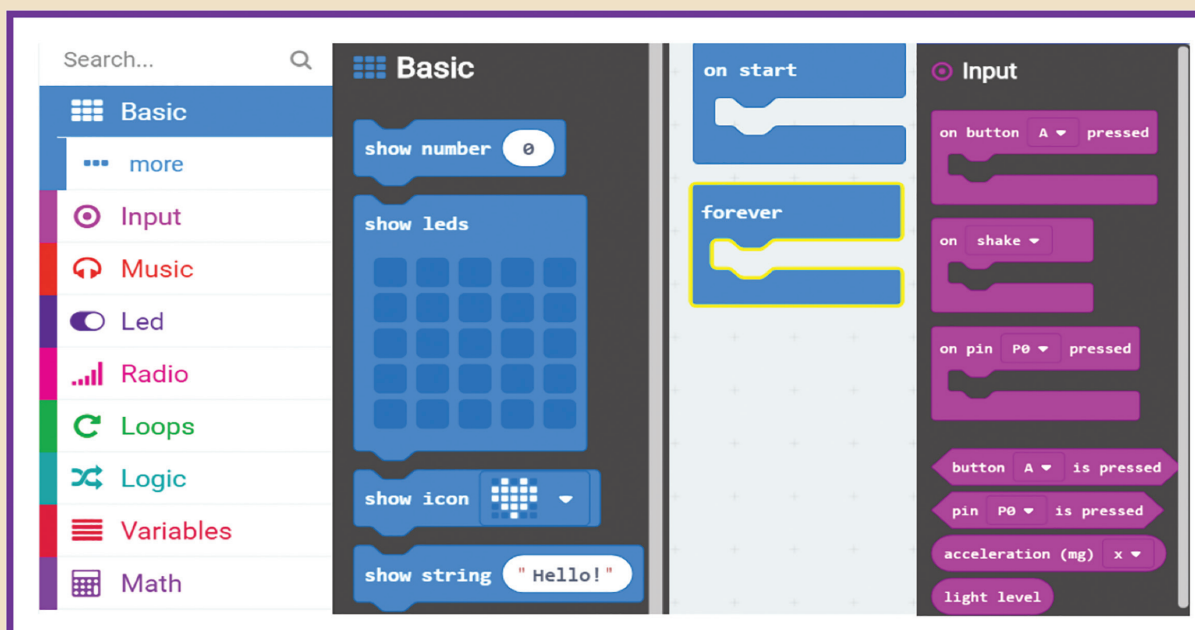 Search...
Basic
more
Input
Music
Led
Radio
Loops
Logic
Variables
Math
Basic
show number 0
show leds
show icon
show string "Hello!"
on start
forever
Input
on button A pressed
on shake
on pin P0 pressed
button A is pressed
pin P0 is pressed
acceleration (mg) x
light level